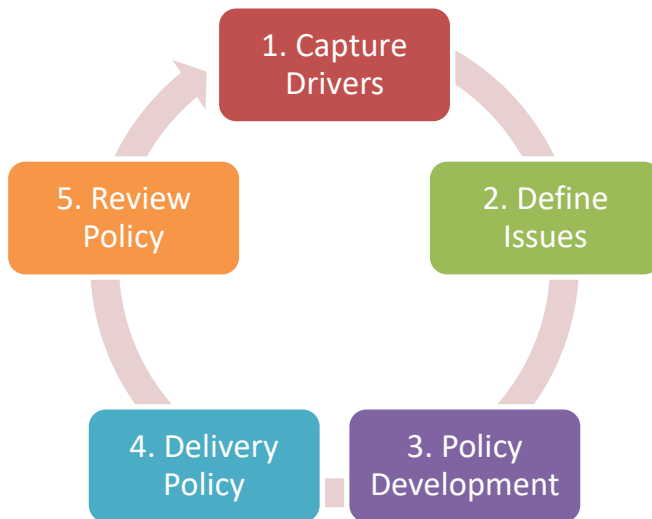 1. Capture
Drivers
2. Define
Issues
3. Policy
Development
4. Delivery
Policy
5. Review
Policy